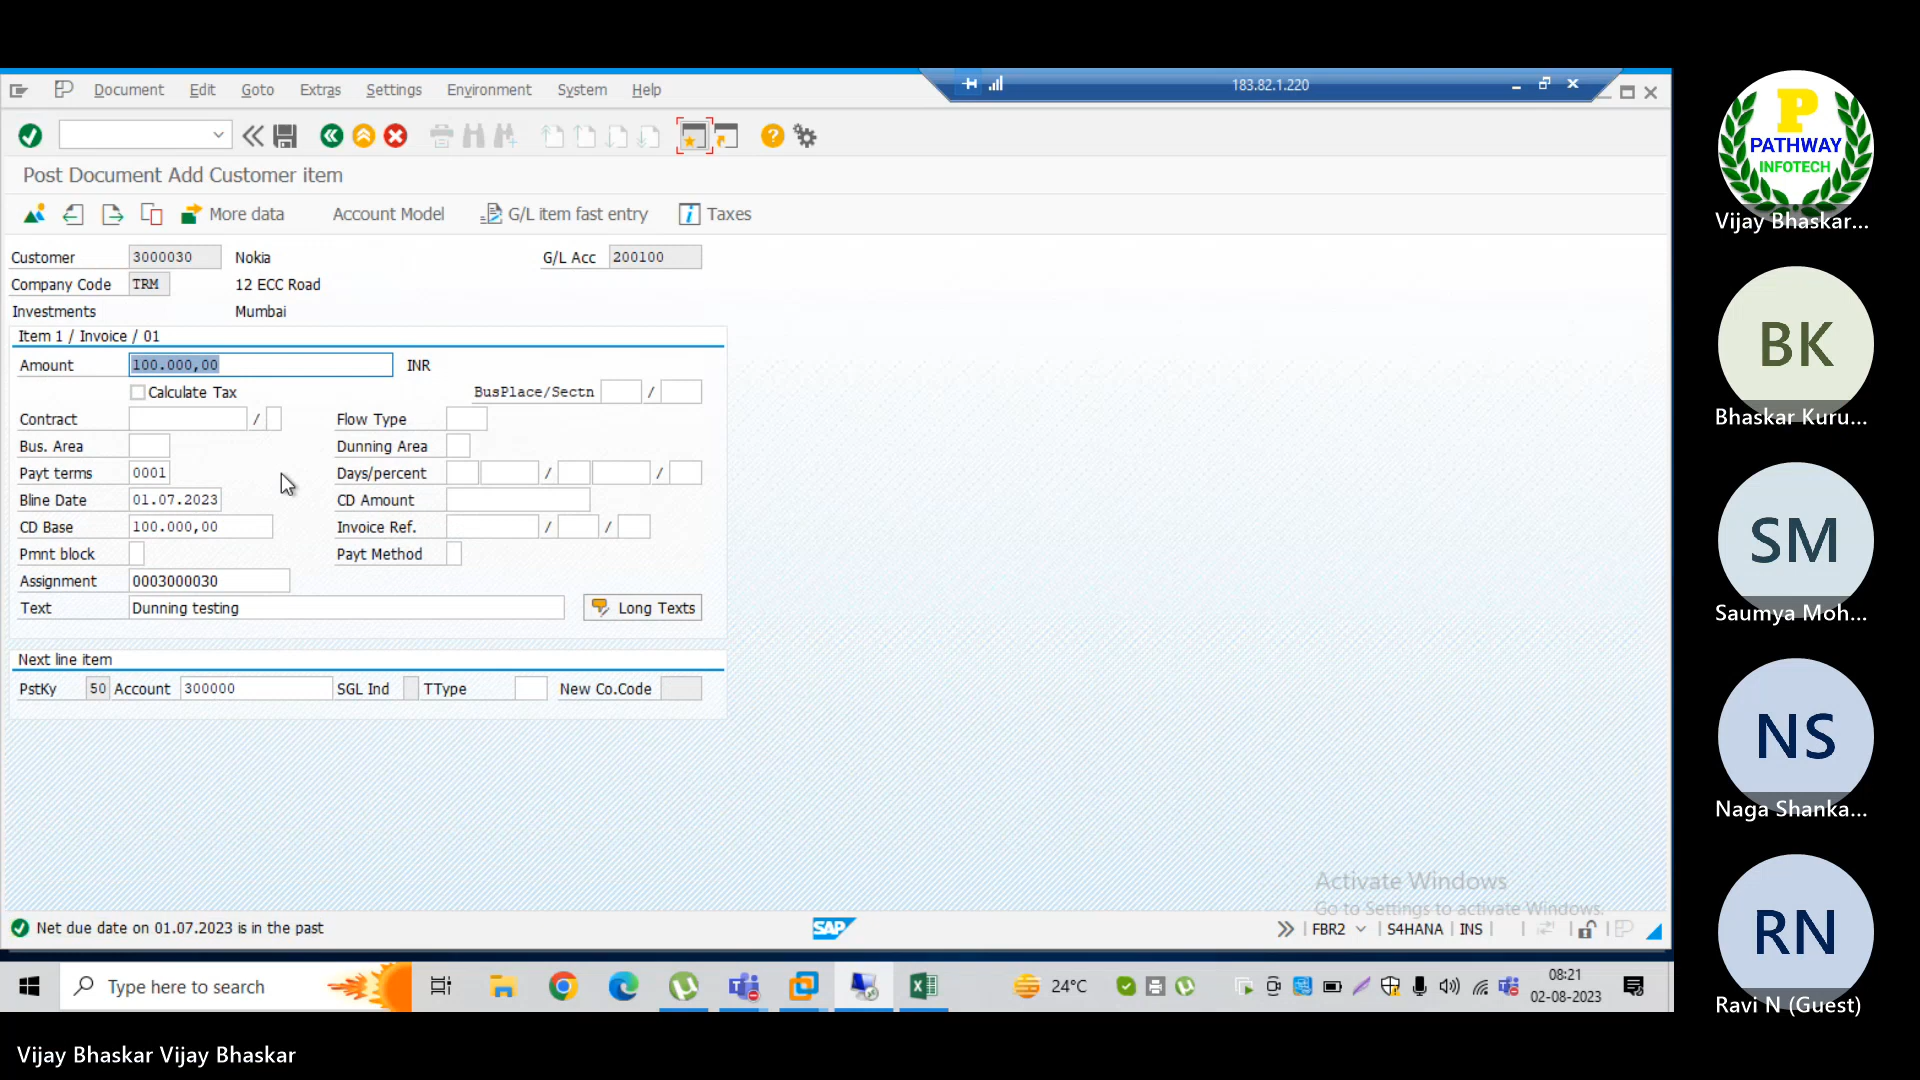 183.82.1.220
Document Edit Goto Extras Settings Environment System Help
Post Document Add Customer item
More data Account Model G/L item fast entry Taxes
Customer 3000030 Nokia G/L Acc 200100
Company Code TRM 12 ECC Road
Investments Mumbai
Item 1 / Invoice / 01
Amount 100.000,00 INR
Calculate Tax BusPlace/Sectn /
Contract / Flow Type
Bus. Area Dunning Area
Payt terms 0001 Days/percent / /
Bline Date 01.07.2023 CD Amount
CD Base 100.000,00 Invoice Ref. / /
Pmnt block Payt Method
Assignment 0003000030
Text Dunning testing Long Texts
Next line item
PstKy 50 Account 300000 SGL Ind TType New Co.Code
Activate Windows
Go to Settings to activate Windows.
Net due date on 01.07.2023 is in the past SAP FBR2 S4HANA INS
Type here to search 24°C 08:21
02-08-2023
Vijay Bhaskar Vijay Bhaskar
P
PATHWAY
INFOTECH
Vijay Bhaskar...
BK
Bhaskar Kuru...
SM
Saumya Moh...
NS
Naga Shanka...
RN
Ravi N (Guest)